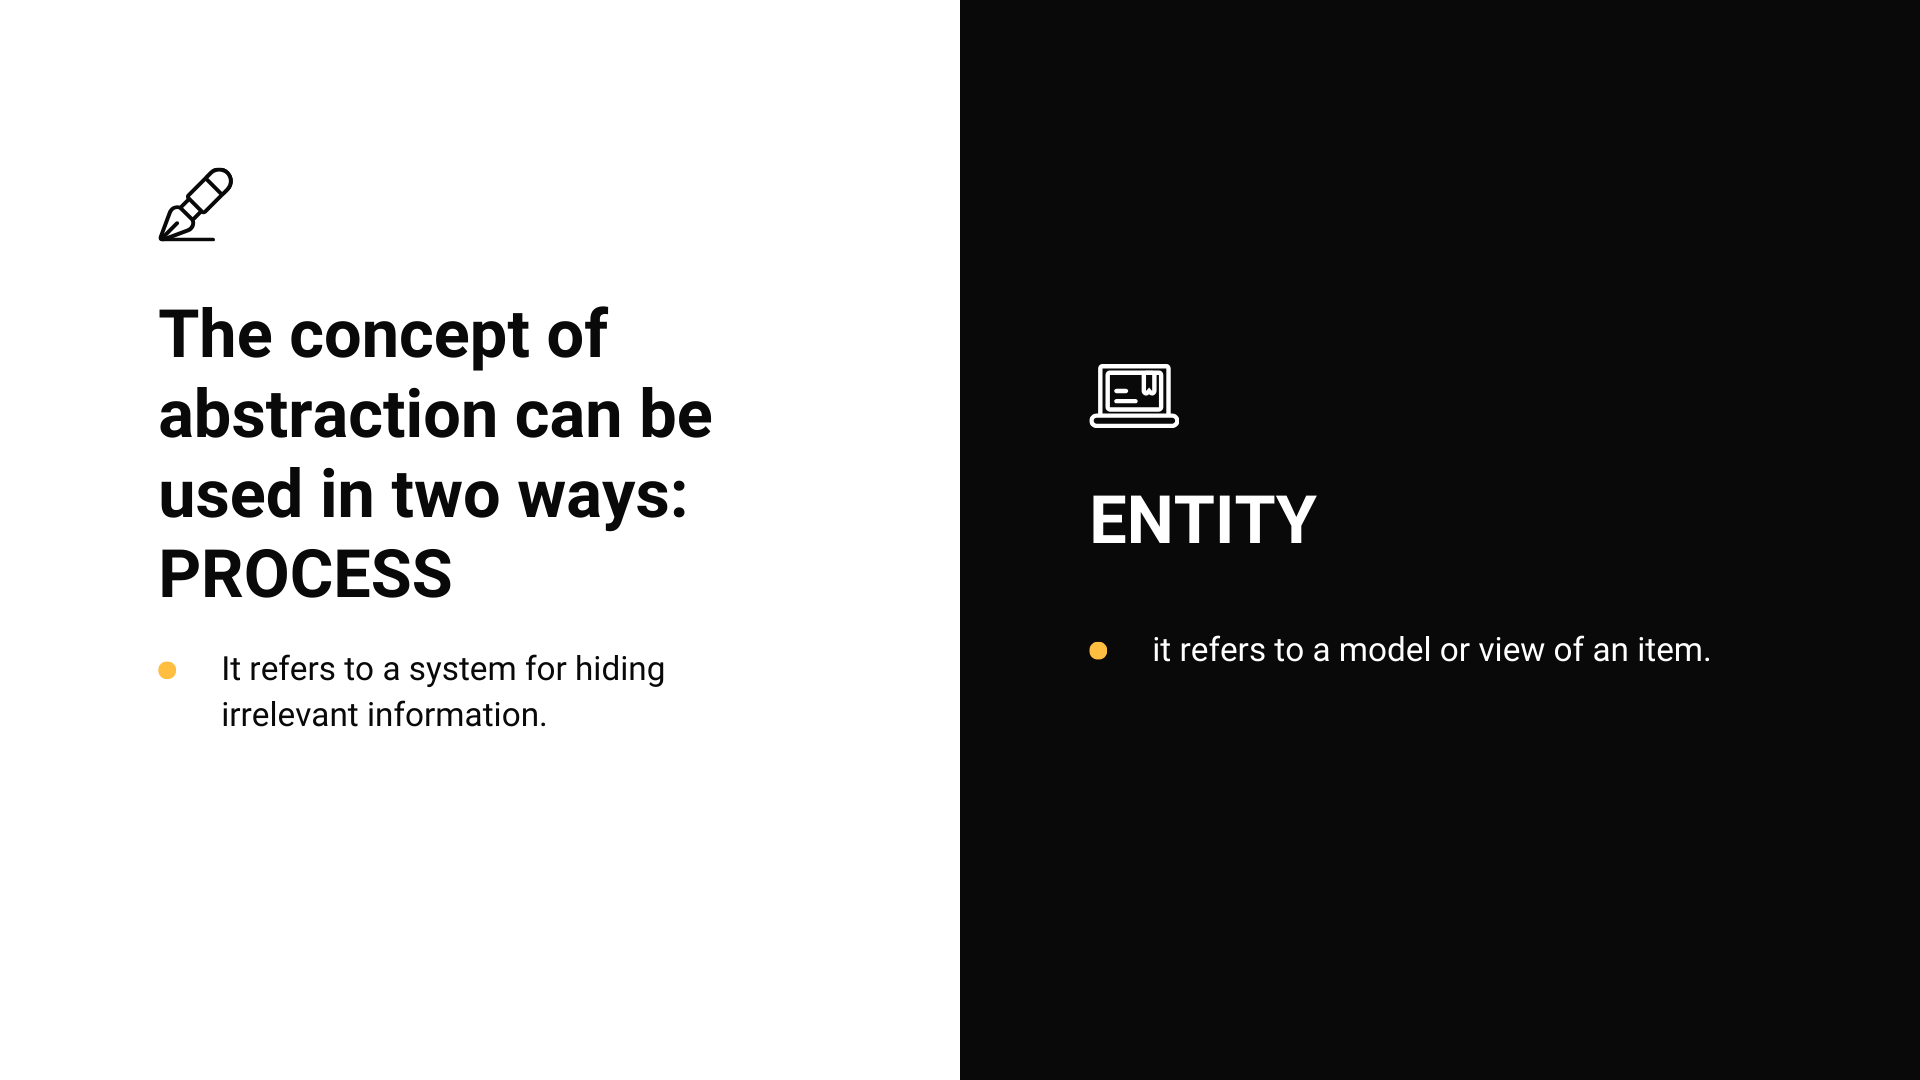 The concept of
abstraction can be
used in two ways:
PROCESS
It refers to a system for hiding
irrelevant information.
ENTITY
it refers to a model or view of an item.